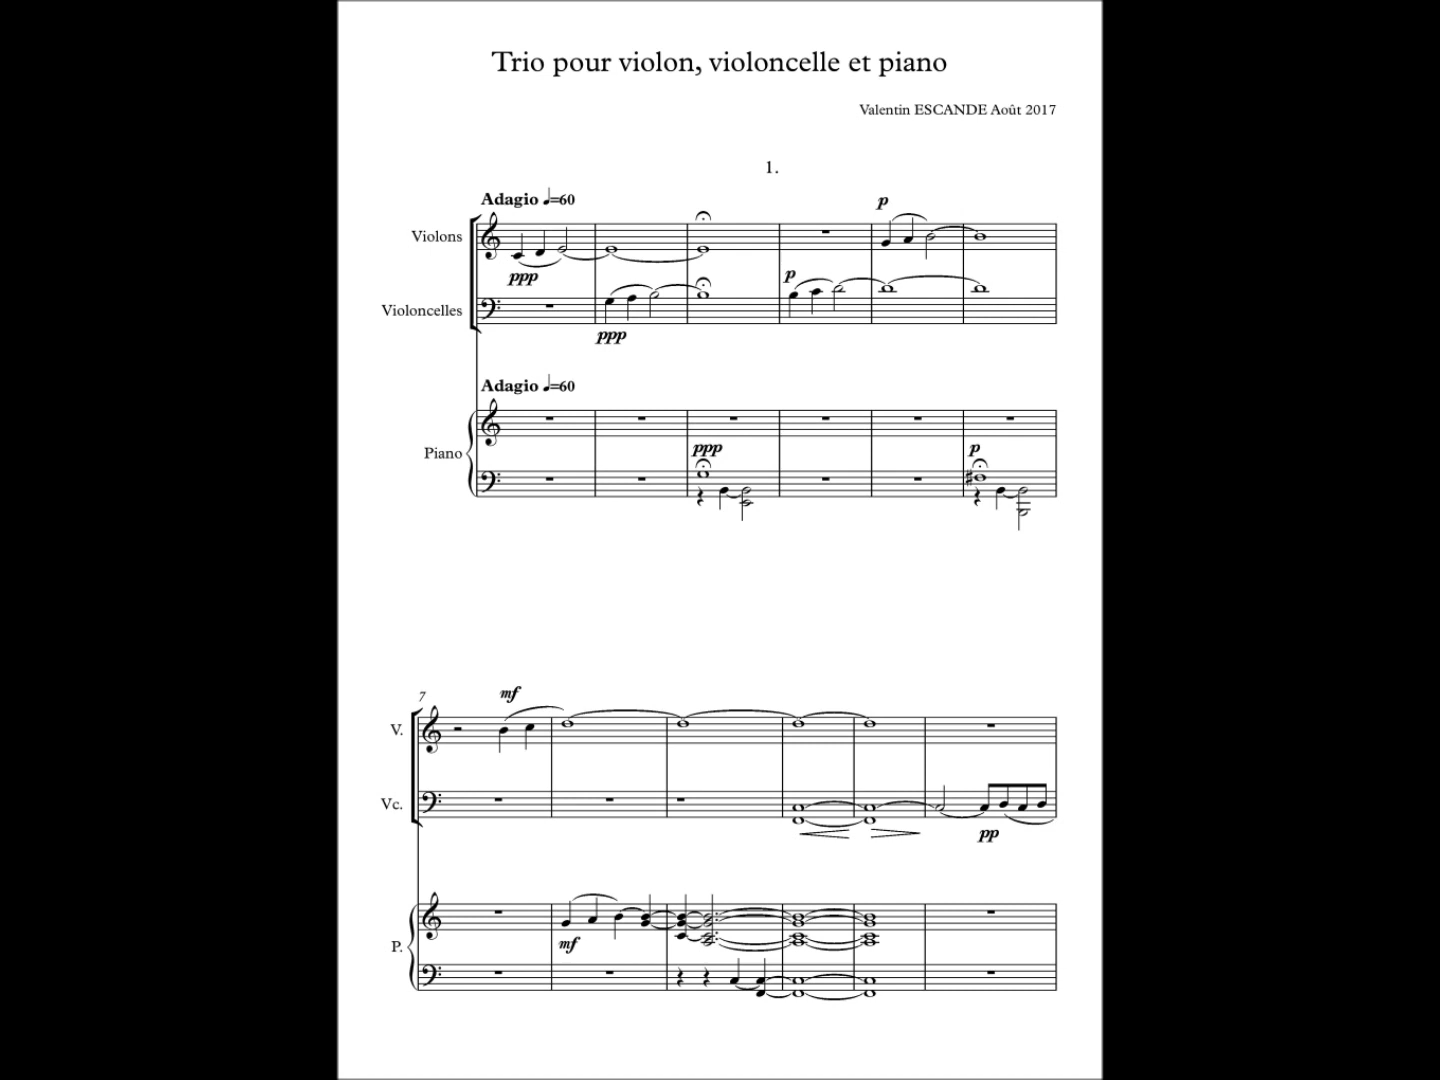 Trio pour violon, violoncelle et piano
Valentin ESCANDE Août 2017
1.
Adagio ♩=60
p
Violons
ppp
p
Violoncelles
ppp
Adagio ♩=60
ppp
p
Piano
7
mf
V.
Vc.
pp
mf
P.